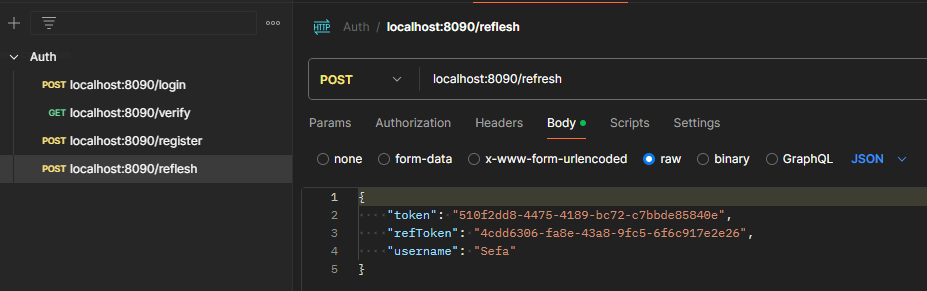 Auth
POST localhost:8090/login
GET localhost:8090/verify
POST localhost:8090/register
POST localhost:8090/reflesh
HTTP Auth / localhost:8090/reflesh
POST localhost:8090/refresh
Params Authorization Headers Body Scripts Settings
none form-data x-www-form-urlencoded raw binary GraphQL JSON
1 {
2 "token": "510f2dd8-4475-4189-bc72-c7bbde85840e",
3 "refToken": "4cdd6306-fa8e-43a8-9fc5-6f6c917e2e26",
4 "username": "Sefa"
5 }